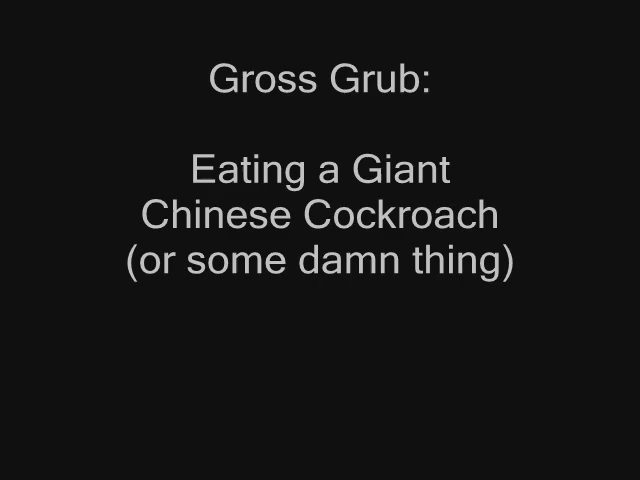 Gross Grub:
Eating a Giant
Chinese Cockroach
(or some damn thing)